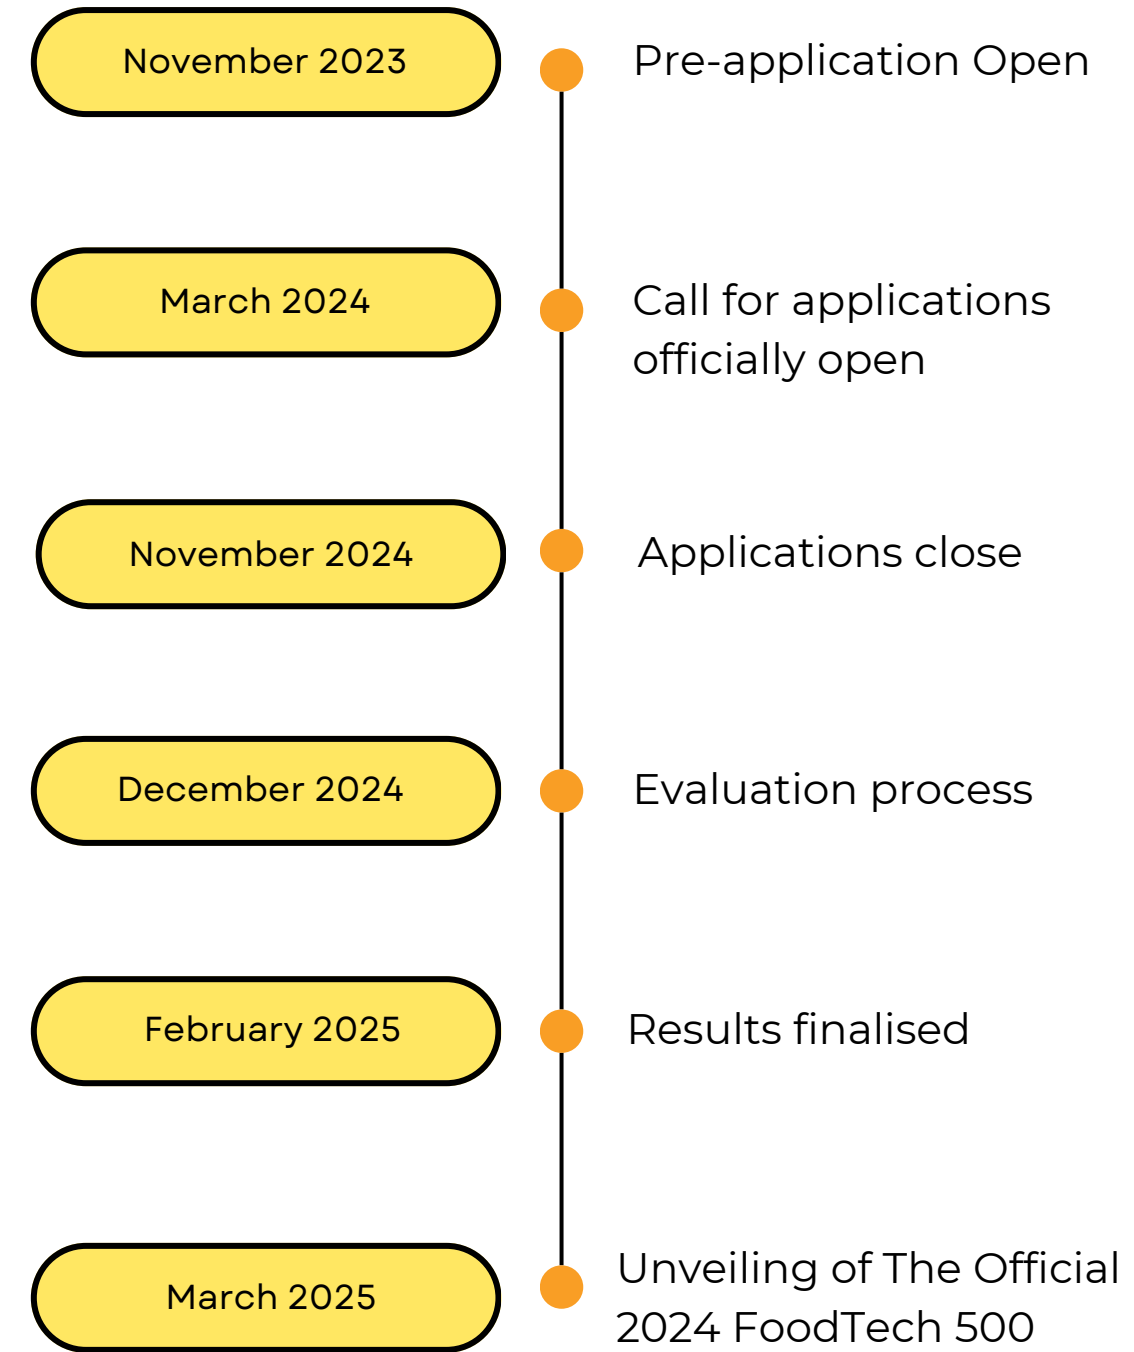 November 2023
Pre-application Open
March 2024
Call for applications
officially open
November 2024
Applications close
December 2024
Evaluation process
February 2025
Results finalised
March 2025
Unveiling of The Official
2024 FoodTech 500